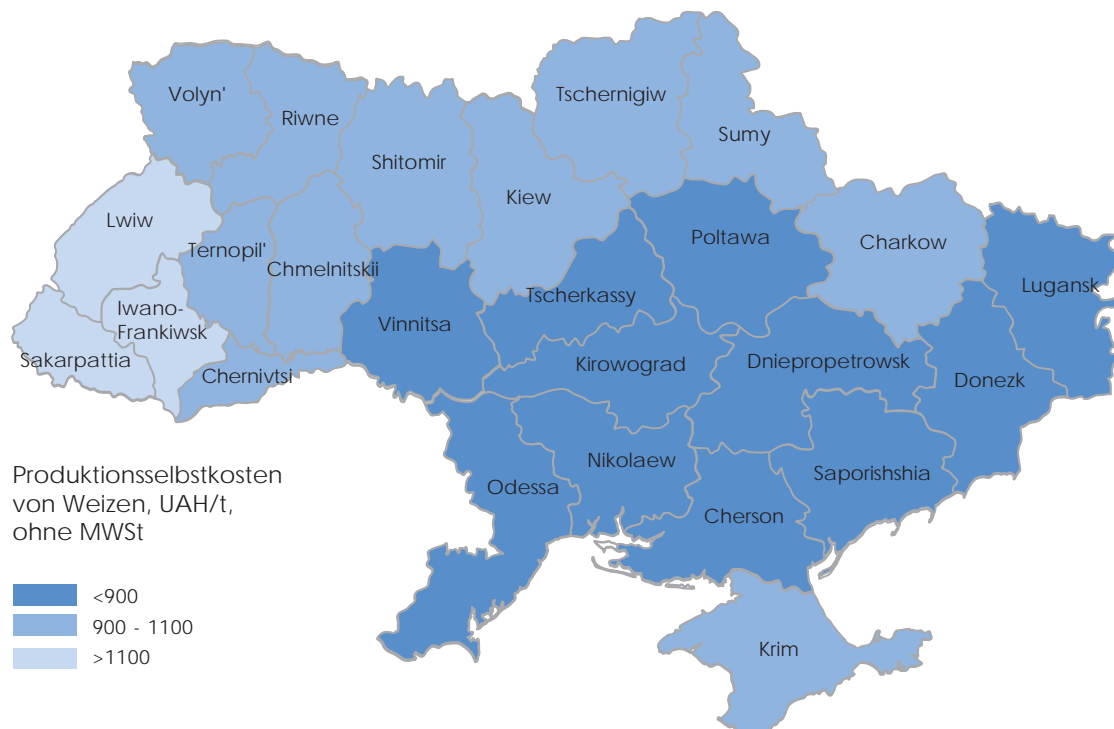 Volyn'
Riwne
Tschernigiw
Sumy
Shitomir
Kiew
Lwiw
Ternopil'
Chmelnitskii
Poltawa
Charkow
Lugansk
Iwano-
Frankiwsk
Vinnitsa
Tscherkassy
Sakarpattia
Chernivtsi
Kirowograd
Dniepropetrowsk
Donezk
Nikolaew
Saporishshia
Odessa
Cherson
Krim
Produktionsselbstkosten
von Weizen, UAH/t,
ohne MWSt
<900
900 - 1100
>1100